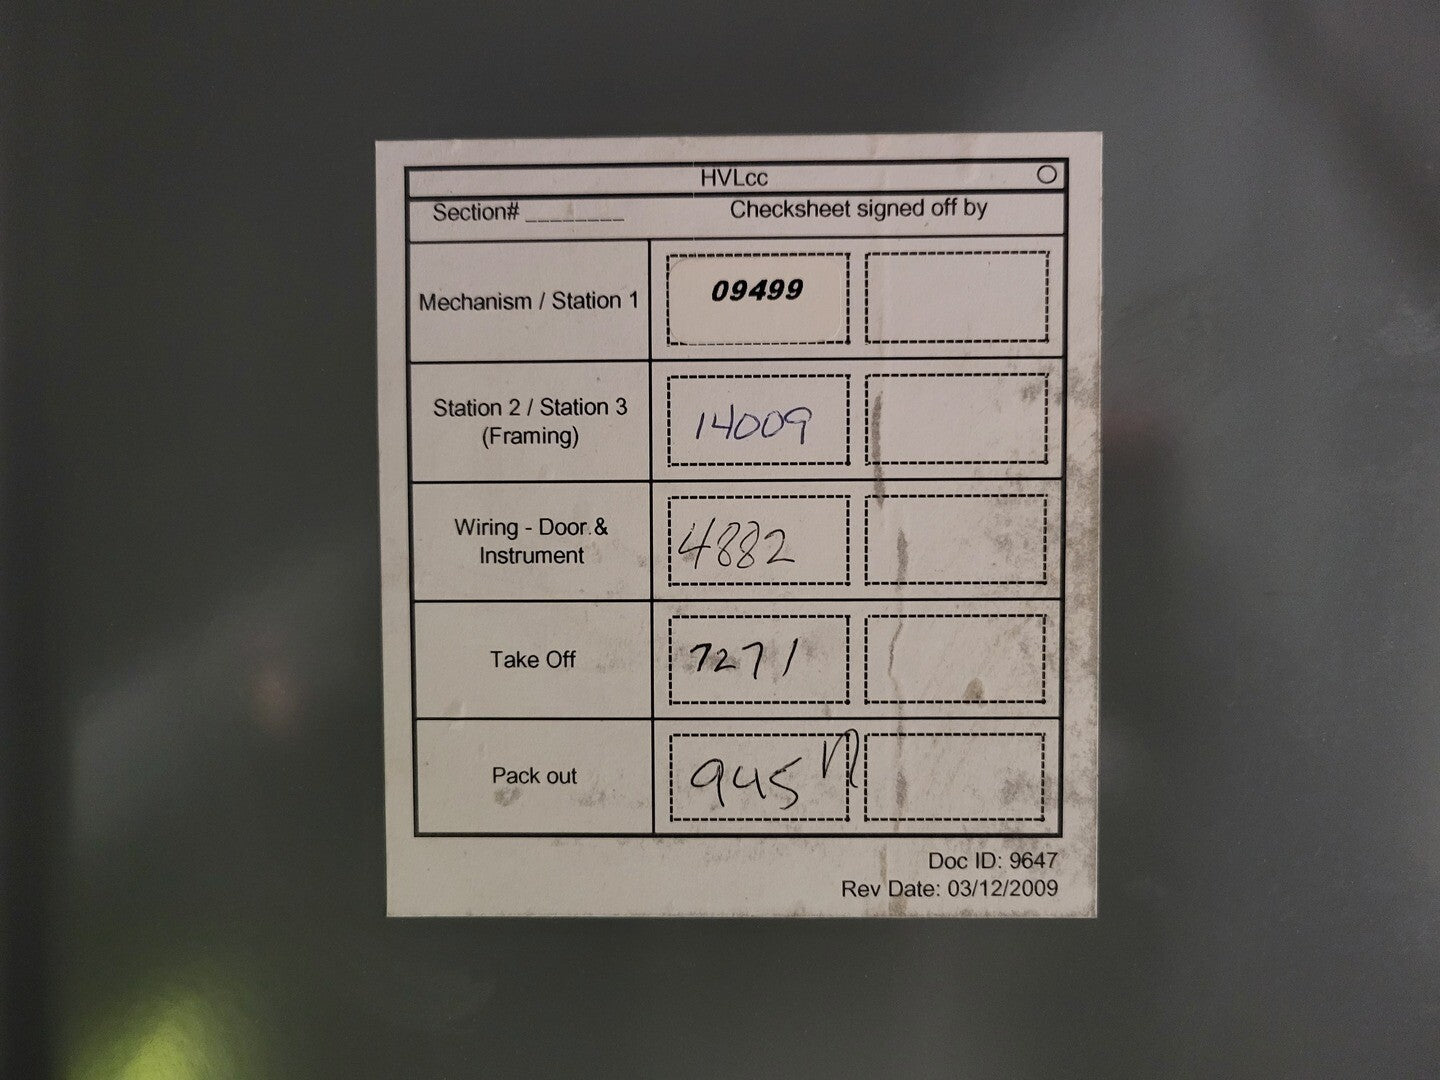 HVLcc
Section# ________ Checksheet signed off by
Mechanism / Station 1 09499
Station 2 / Station 3
(Framing)
14009
Wiring - Door & 
Instrument
4882
Take Off 7271
Pack out 945
Doc ID: 9647
Rev Date: 03/12/2009